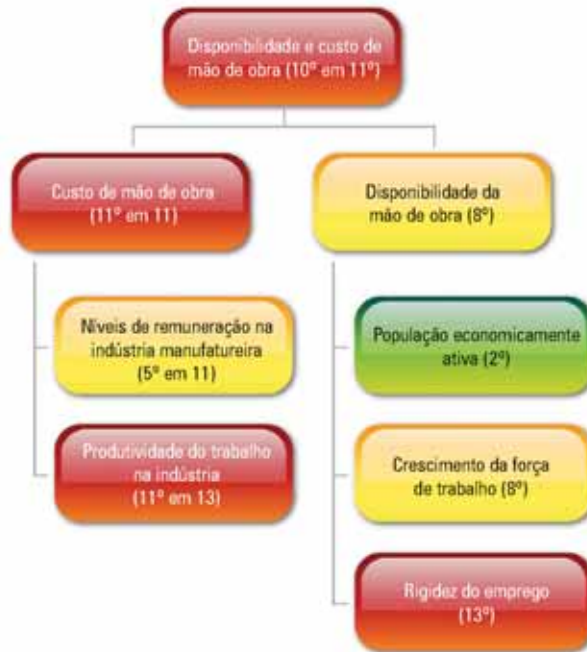 Disponibilidade e custo de
mão de obra (10º em 11º)
Custo de mão de obra
(11º em 11)
Disponibilidade da
mão de obra (8º)
Níveis de remuneração na
indústria manufatureira
(5º em 11)
Produtividade do trabalho
na indústria
(11º em 13)
População economicamente
ativa (2º)
Crescimento da força
de trabalho (8º)
Rigidez do emprego
(13º)